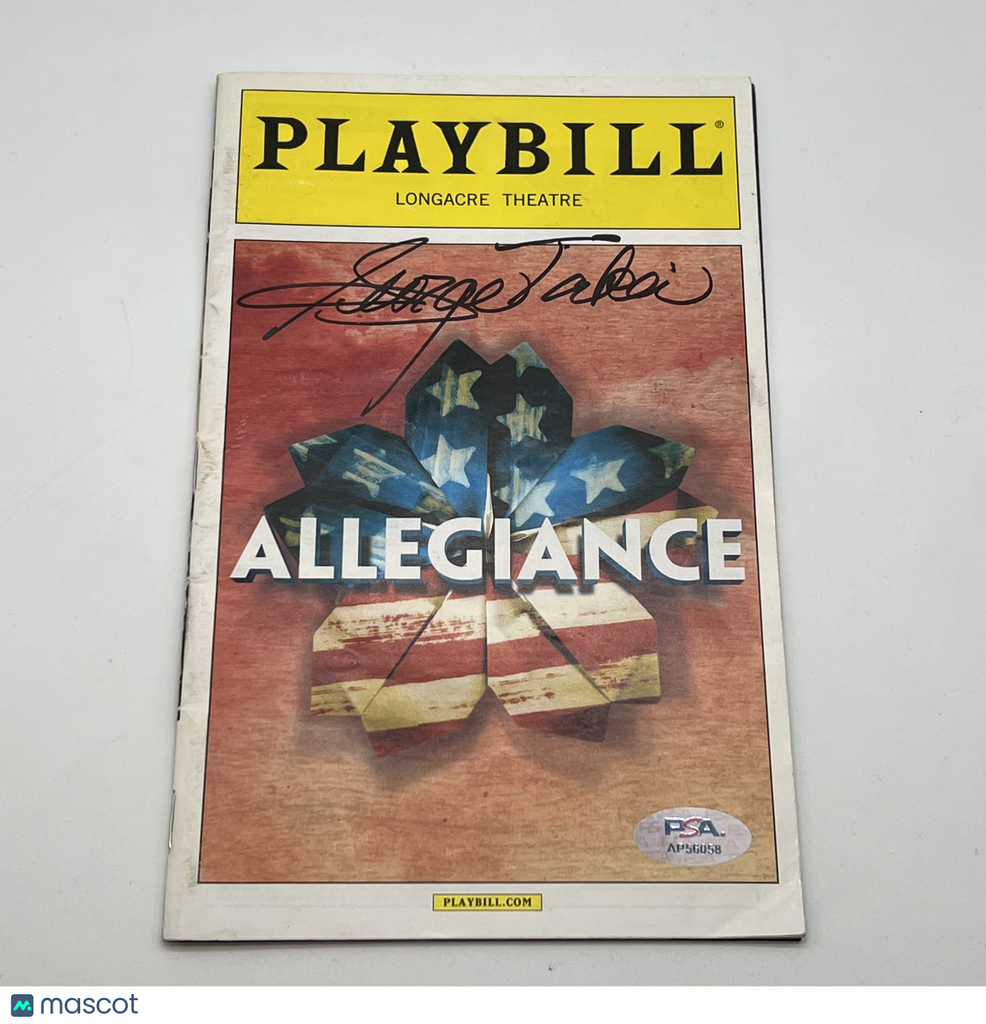 PLAYBILL®
LONGACRE THEATRE
George Takei
ALLEGIANCE
PSA.
AP56058
PLAYBILL.COM
mascot